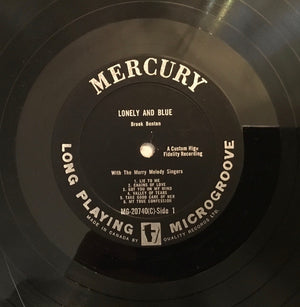 MERCURY
LONELY AND BLUE
Brook Benton
A Custom High
Fidelity Recording
With The Merry Melody Singers
1. LIE TO ME
2. CHAINS OF LOVE
3. GOT YOU ON MY MIND
4. VALLEY OF TEARS
5. TAKE GOOD CARE OF HER
6. MY TRUE CONFESSION
MG-20740(C)-Side 1
LONG PLAYING MICROGROOVE
MADE IN CANADA BY QUALITY RECORDS LTD.